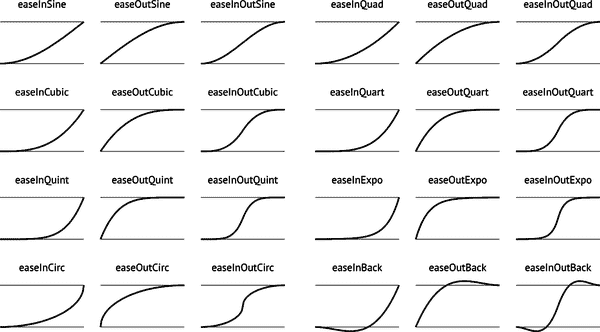 easeInSine easeOutSine easeInOutSine easeInQuad easeOutQuad easeInOutQuad
easeInCubic easeOutCubic easeInOutCubic easeInQuart easeOutQuart easeInOutQuart
easeInQuint easeOutQuint easeInOutQuint easeInExpo easeOutExpo easeInOutExpo
easeInCirc easeOutCirc easeInOutCirc easeInBack easeOutBack easeInOutBack